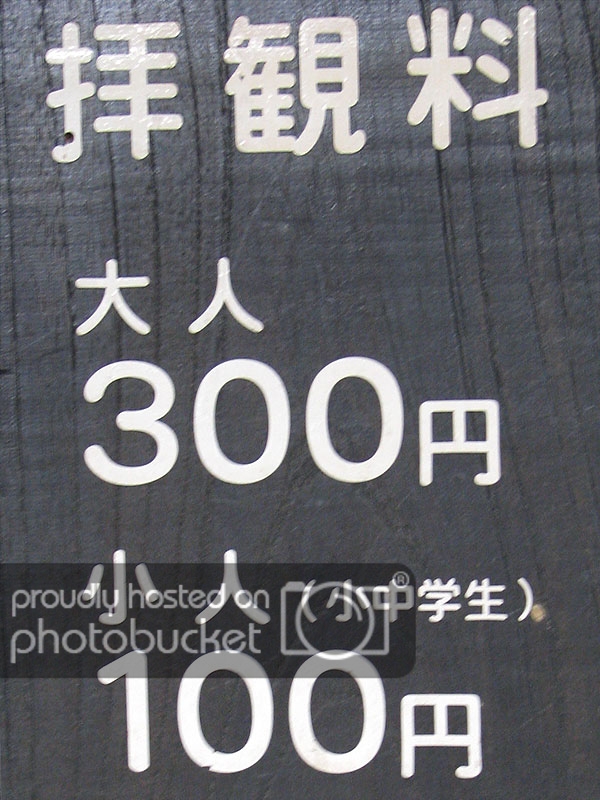 拝観料
大人
300円
小人(小中学生)
100円
proudly hosted on
photobucket
®